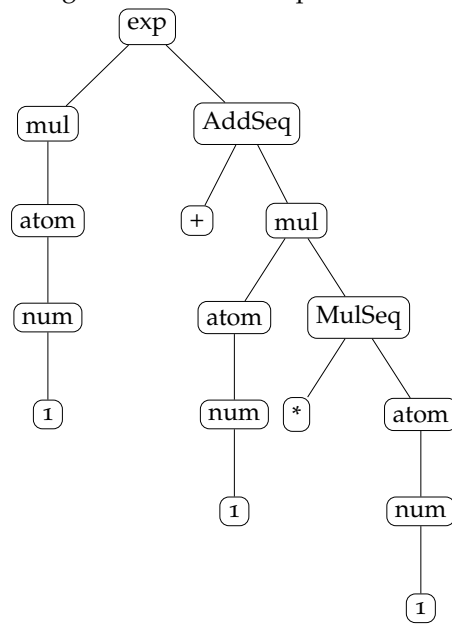 exp
mul AddSeq
atom + mul
num atom MulSeq
1 num * atom
1 num
1